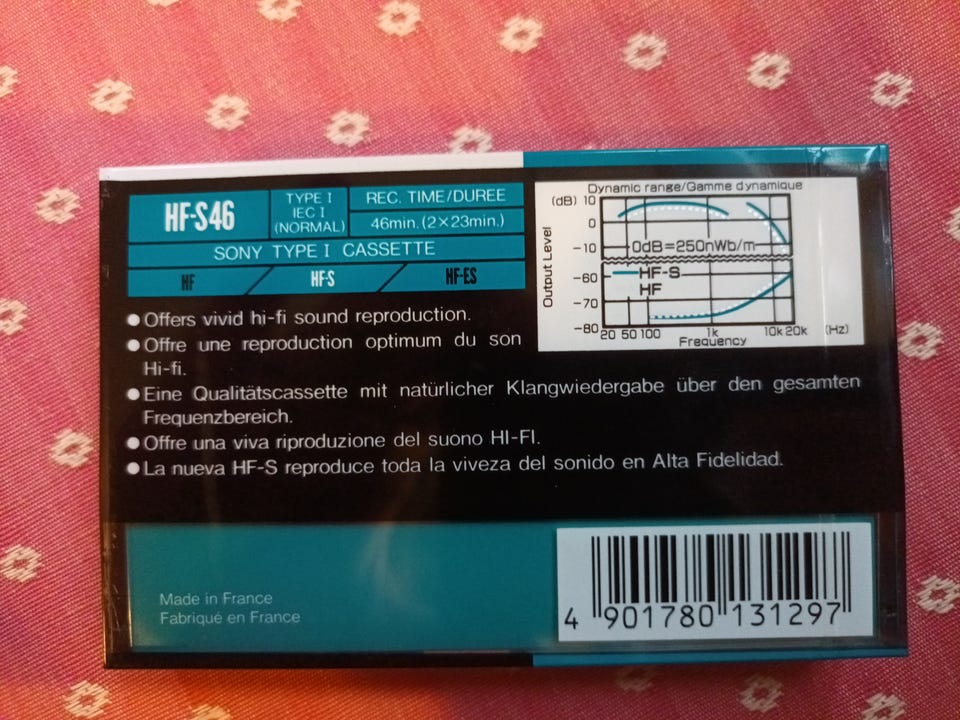 HF-S46
TYPE I
IEC I
(NORMAL)
REC. TIME/DUREE
46min. (2×23min.)
SONY TYPE I CASSETTE
HF
HF-S
HF-ES
Dynamic range/Gamme dynamique
(dB)
10
0
-10
-60
-70
-80
Output Level
0dB=250nWb/m
HF-S
HF
20 50 100 1k 10k 20k (Hz)
Frequency
●Offers vivid hi-fi sound reproduction.
●Offre une reproduction optimum du son
Hi-fi.
●Eine Qualitätscassette mit natürlicher Klangwiedergabe über den gesamten
Frequenzbereich.
●Offre una viva riproduzione del suono HI-FI.
●La nueva HF-S reproduce toda la viveza del sonido en Alta Fidelidad.
Made in France
Fabriqué en France
4 901780 131297